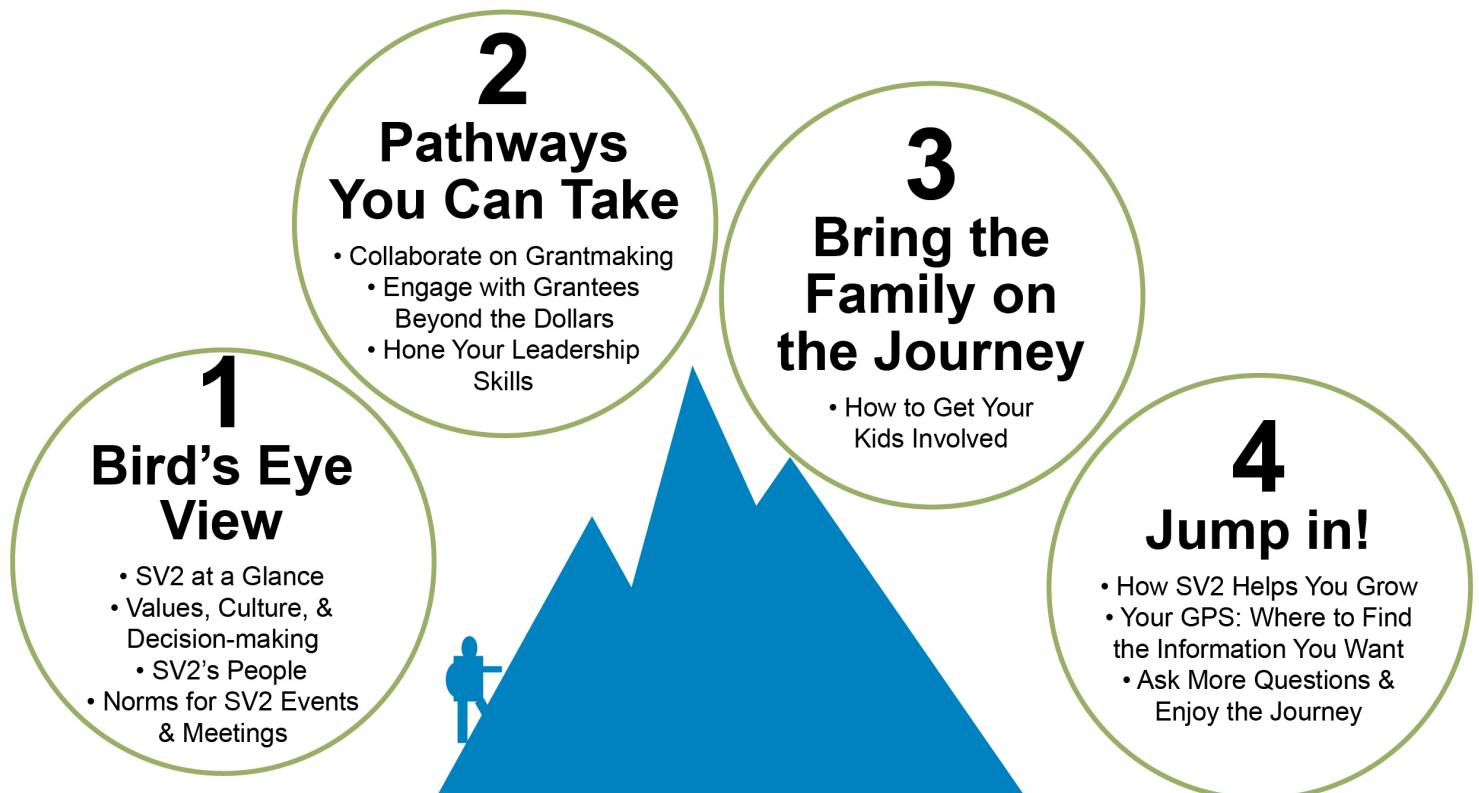 1
Bird’s Eye
View
• SV2 at a Glance
• Values, Culture, &
Decision-making
• SV2’s People
• Norms for SV2 Events
& Meetings
2
Pathways
You Can Take
• Collaborate on Grantmaking
• Engage with Grantees
Beyond the Dollars
• Hone Your Leadership
Skills
3
Bring the
Family on
the Journey
• How to Get Your
Kids Involved
4
Jump in!
• How SV2 Helps You Grow
• Your GPS: Where to Find
the Information You Want
• Ask More Questions &
Enjoy the Journey